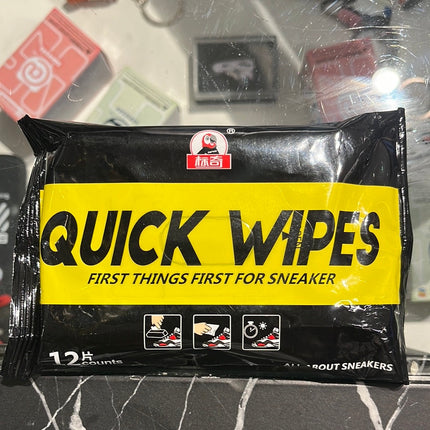 ®
标奇
QUICK WIPES
FIRST THINGS FIRST FOR SNEAKER
12片
counts
ALL ABOUT SNEAKERS